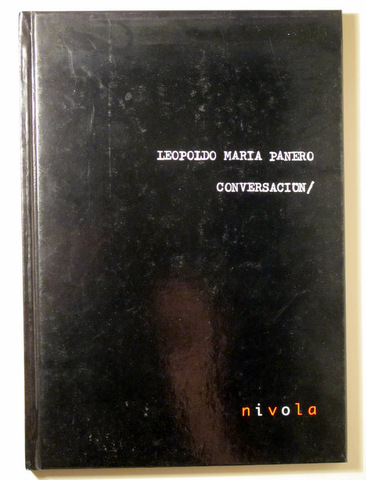 LEOPOLDO MARIA PANERO
CONVERSACION/
nivola